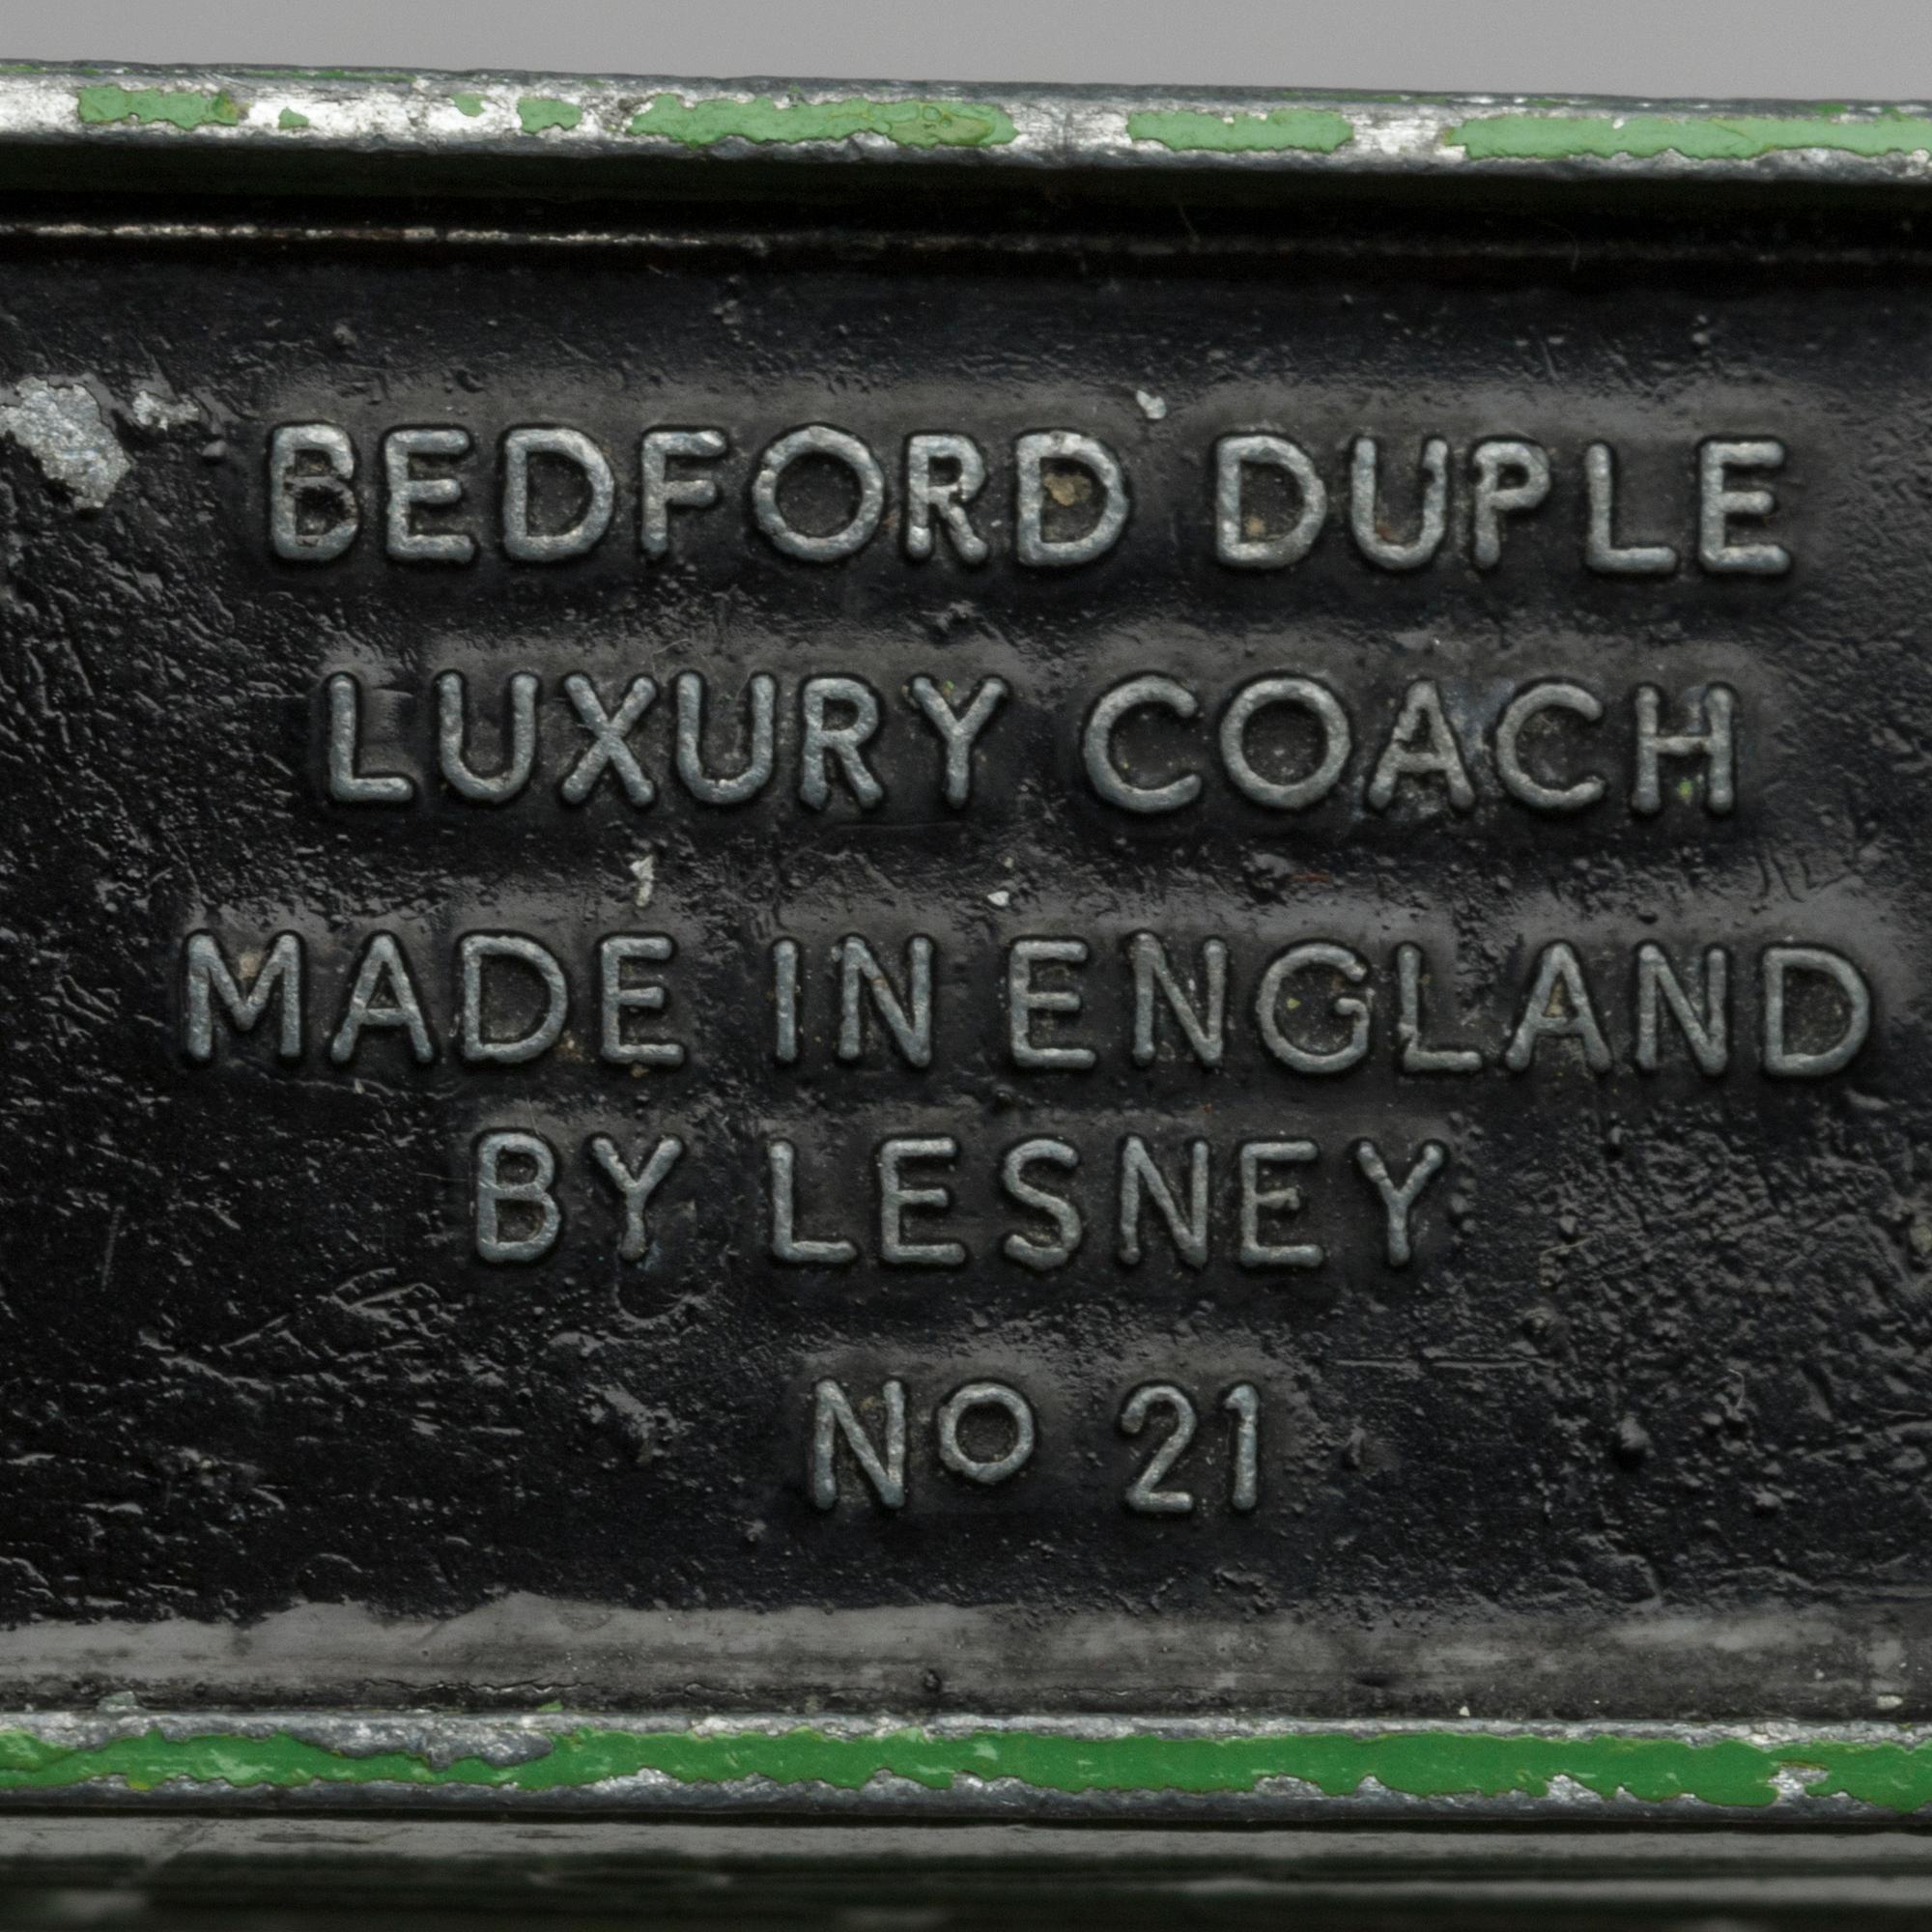 BEDFORD DUPLE
LUXURY COACH
MADE IN ENGLAND
BY LESNEY
Nº 21